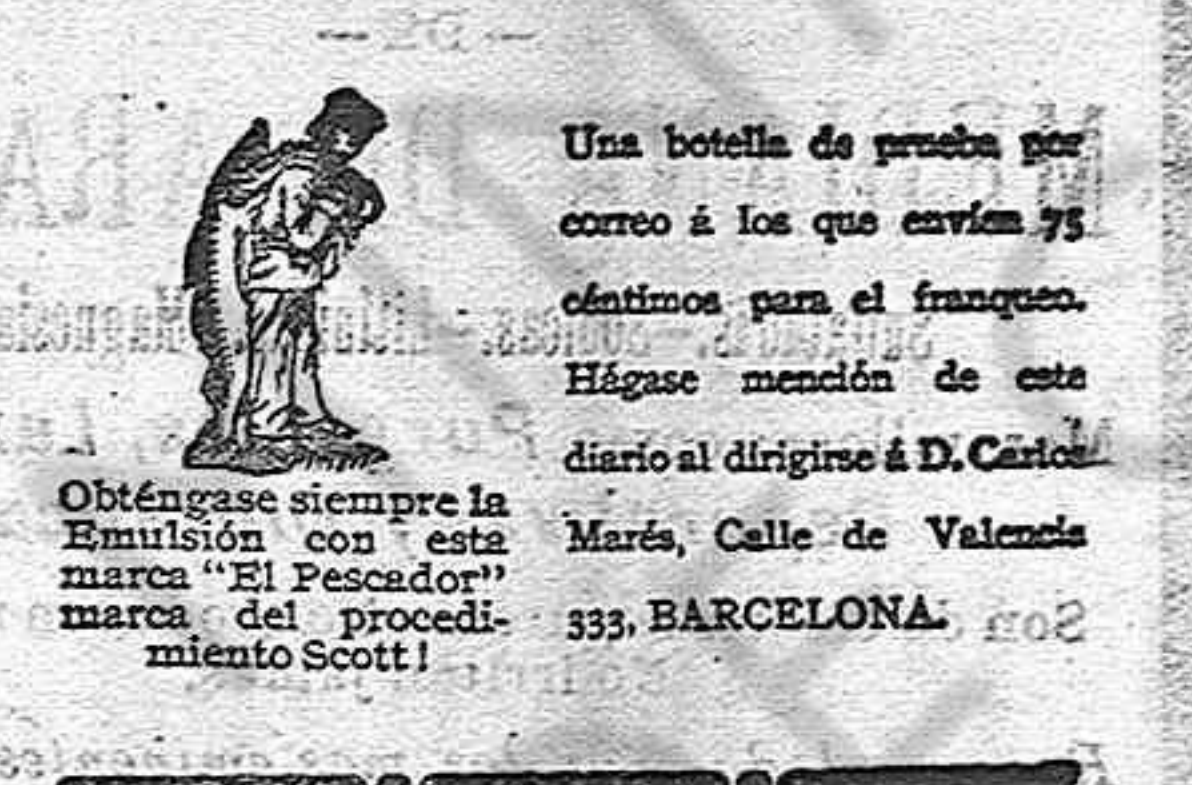 Obténgase siempre la
Emulsión con esta
marca “El Pescador”
marca del procedi-
miento Scott!
Una botella de prueba por
correo á los que envíen 75
céntimos para el franqueo.
Hágase mención de este
diario al dirigirse á D. Carlos
Marés, Calle de Valencia
333, BARCELONA.